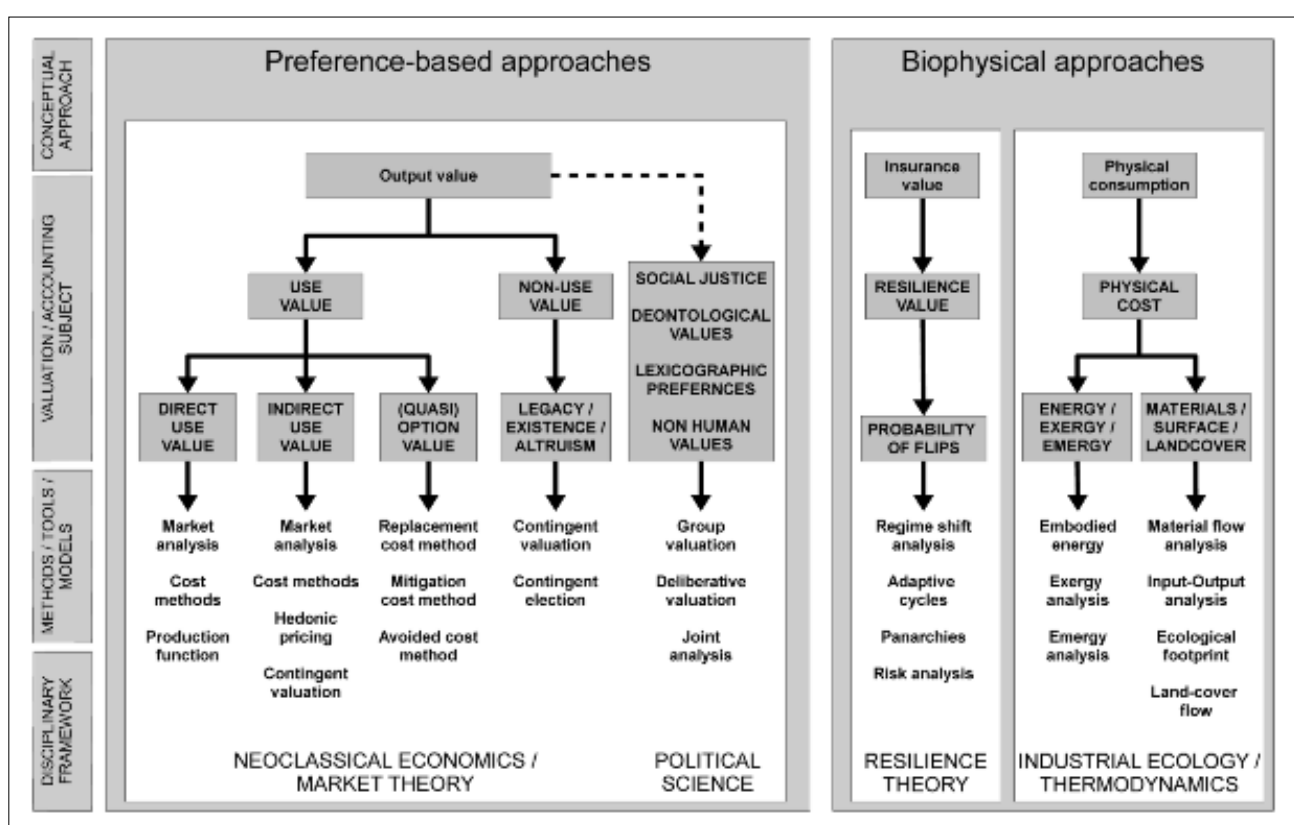 CONCEPTUAL
APPROACH
VALUATION / ACCOUNTING
SUBJECT
METHODS / TOOLS /
MODELS
DISCIPLINARY
FRAMEWORK
Preference-based approaches
Output value
USE
VALUE
NON-USE
VALUE
SOCIAL JUSTICE
DEONTOLOGICAL
VALUES
LEXICOGRAPHIC
PREFERNCES
NON HUMAN
VALUES
DIRECT
USE
VALUE
INDIRECT
USE
VALUE
(QUASI)
OPTION
VALUE
LEGACY /
EXISTENCE /
ALTRUISM
Market
analysis
Cost
methods
Production
function
Market
analysis
Cost methods
Hedonic
pricing
Contingent
valuation
Replacement
cost method
Mitigation
cost method
Avoided cost
method
Contingent
valuation
Contingent
election
Group
valuation
Deliberative
valuation
Joint
analysis
NEOCLASSICAL ECONOMICS /
MARKET THEORY
POLITICAL
SCIENCE
Biophysical approaches
Insurance
value
RESILIENCE
VALUE
PROBABILITY
OF FLIPS
Regime shift
analysis
Adaptive
cycles
Panarchies
Risk analysis
RESILIENCE
THEORY
Physical
consumption
PHYSICAL
COST
ENERGY /
EXERGY /
EMERGY
MATERIALS /
SURFACE /
LANDCOVER
Embodied
energy
Exergy
analysis
Emergy
analysis
Material flow
analysis
Input-Output
analysis
Ecological
footprint
Land-cover
flow
INDUSTRIAL ECOLOGY /
THERMODYNAMICS